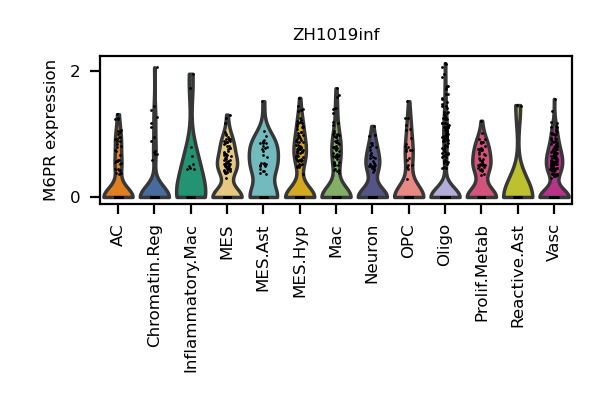 ZH1019inf
M6PR expression
2
0
AC
Chromatin.Reg
Inflammatory.Mac
MES
MES.Ast
MES.Hyp
Mac
Neuron
OPC
Oligo
Prolif.Metab
Reactive.Ast
Vasc